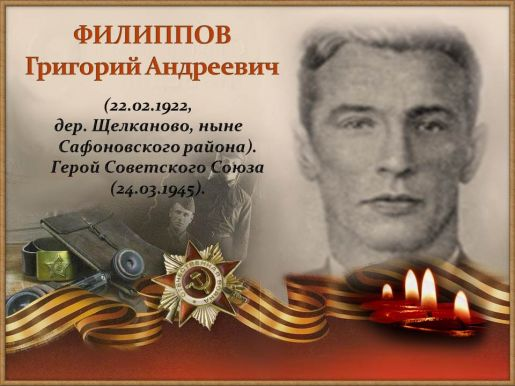 ФИЛИППОВ
Григорий Андреевич
(22.02.1922,
дер. Щелканово, ныне
Сафоновского района).
Герой Советского Союза
(24.03.1945).